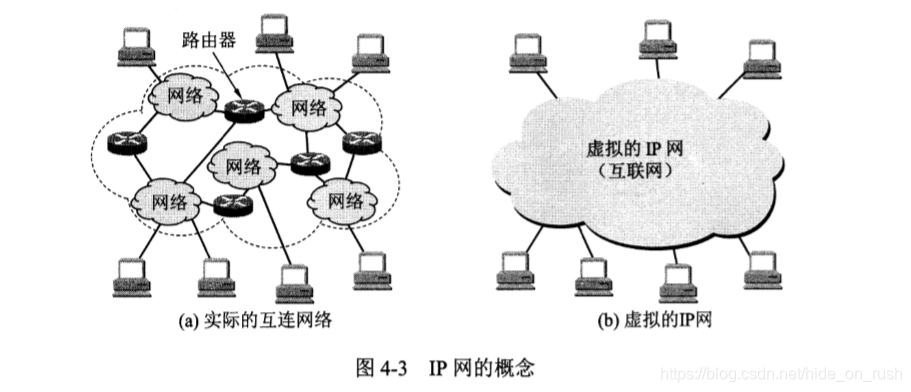 路由器
网络
网络
网络
网络
网络
(a) 实际的互连网络
虚拟的 IP 网
（互联网）
(b) 虚拟的IP网
图 4-3 IP 网的概念
https://blog.csdn.net/hide_on_rush